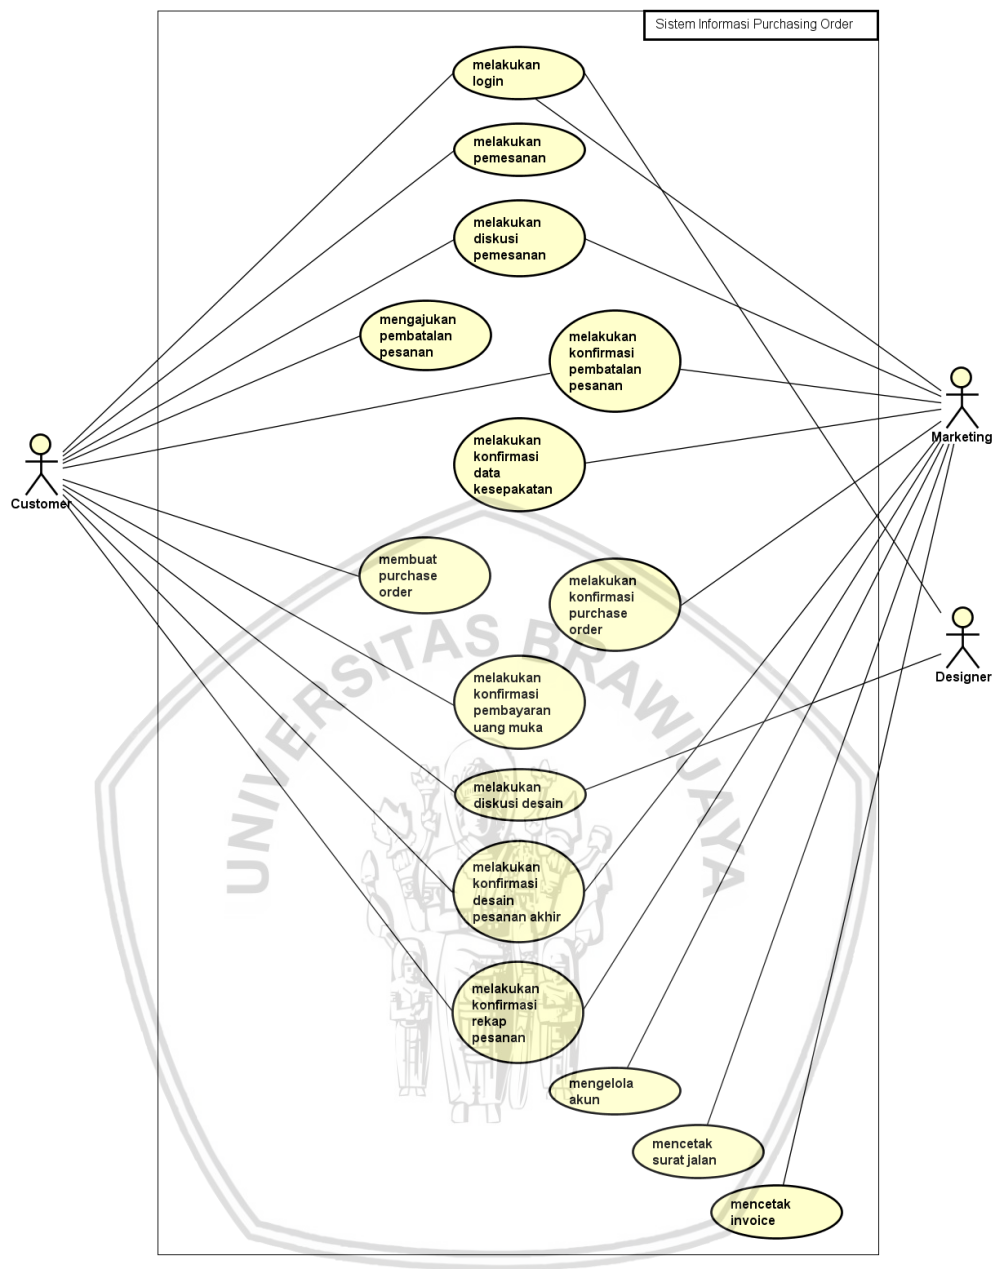 Sistem Informasi Purchasing Order
melakukan
login
melakukan
pemesanan
melakukan
diskusi
pemesanan
mengajukan
pembatalan
pesanan
melakukan
konfirmasi
pembatalan
pesanan
Marketing
melakukan
konfirmasi
data
kesepakatan
Customer
membuat
purchase
order
melakukan
konfirmasi
purchase
order
Designer
melakukan
konfirmasi
pembayaran
uang muka
melakukan
diskusi desain
melakukan
konfirmasi
desain
pesanan akhir
melakukan
konfirmasi
rekap
pesanan
mengelola
akun
mencetak
surat jalan
mencetak
invoice
UNIVERSITAS BRAWIJAYA